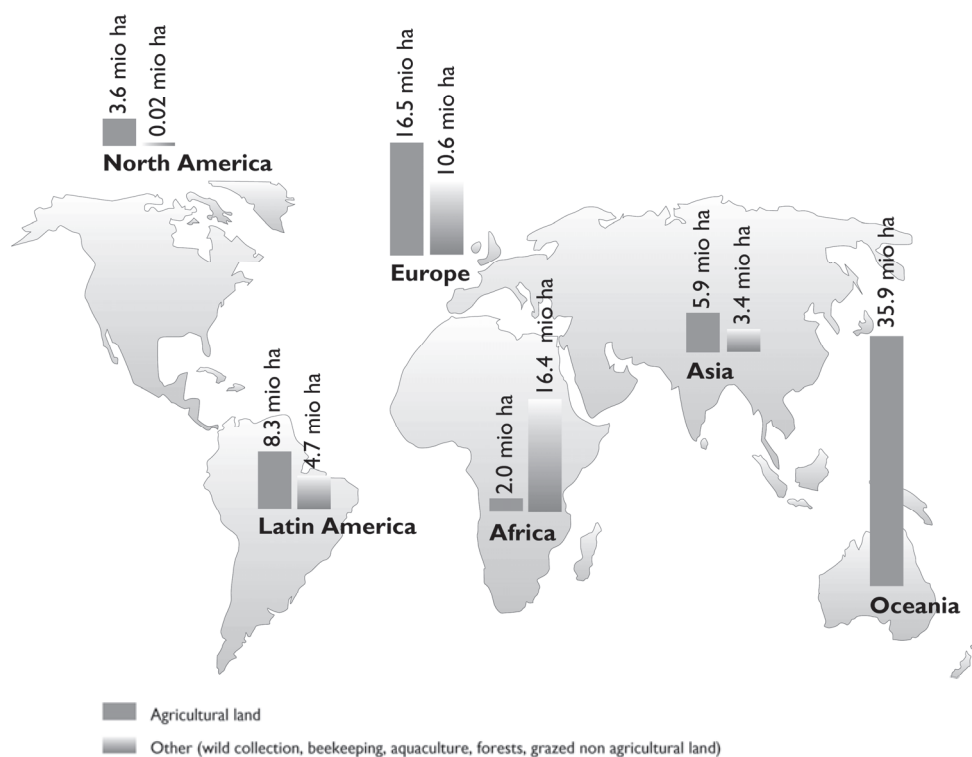 3.6 mio ha
0.02 mio ha
North America
16.5 mio ha
10.6 mio ha
Europe
5.9 mio ha
3.4 mio ha
Asia
35.9 mio ha
Oceania
8.3 mio ha
4.7 mio ha
Latin America
2.0 mio ha
16.4 mio ha
Africa
Agricultural land
Other (wild collection, beekeeping, aquaculture, forests, grazed non agricultural land)